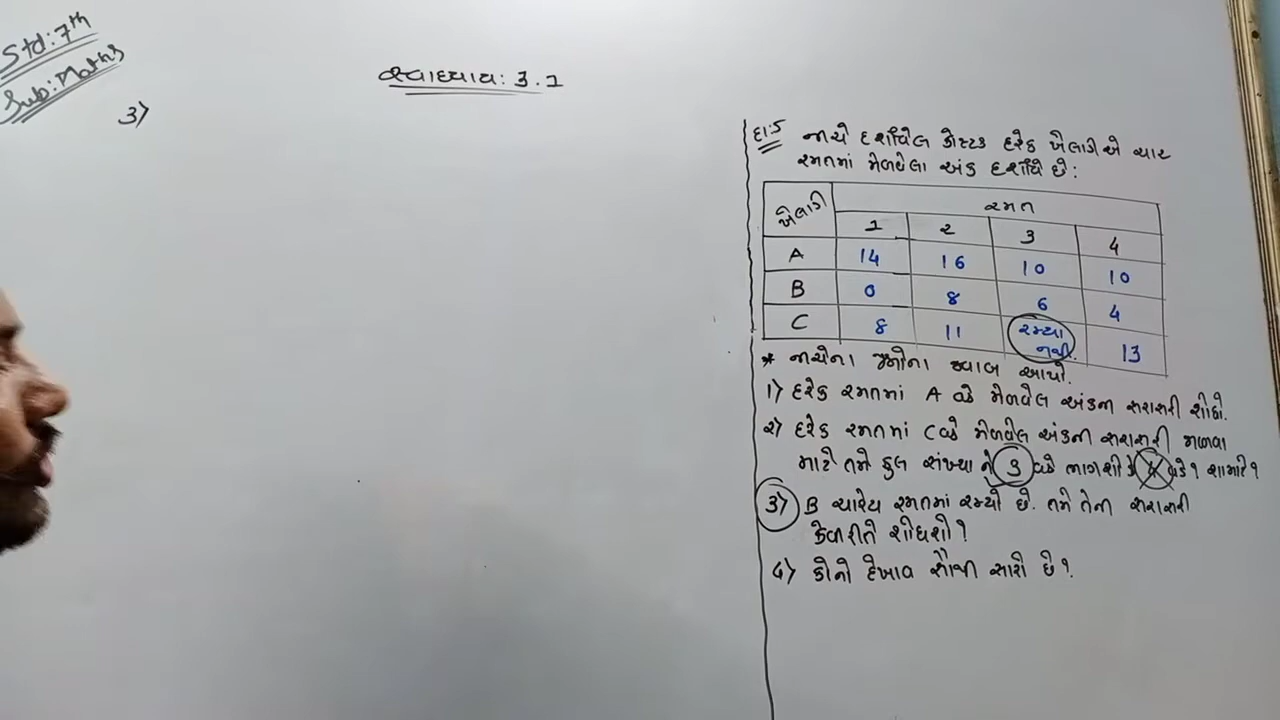 Std: 7th
Sub: Maths
સ્વાધ્યાય: 3.1
3)
દા:5 નીચે દર્શાવેલ કોષ્ટક દરેક ખેલાડીએ ચાર
રમતમાં મેળવેલા અંક દર્શાવે છે:
ખેલાડી રમત
1 2 3 4
A 14 16 10 10
B 0 8 6 4
C 8 11 રમ્યા નથી. 13
* નીચેના પ્રશ્નોના જવાબ આપો.
1) દરેક રમતમાં A વડે મેળવેલ અંકની સરાસરી શોધો.
2) દરેક રમતમાં C વડે મેળવેલ અંકની સરાસરી મેળવવા
માટે તમે કુલ સંખ્યા ને 3 વડે ભાગશો કે 4 વડે? શા માટે?
3) B ચારેય રમતમાં રમ્યો છે. તમે તેની સરાસરી
કેવી રીતે શોધશો?
4) કોનો દેખાવ સૌથી સારો છે?